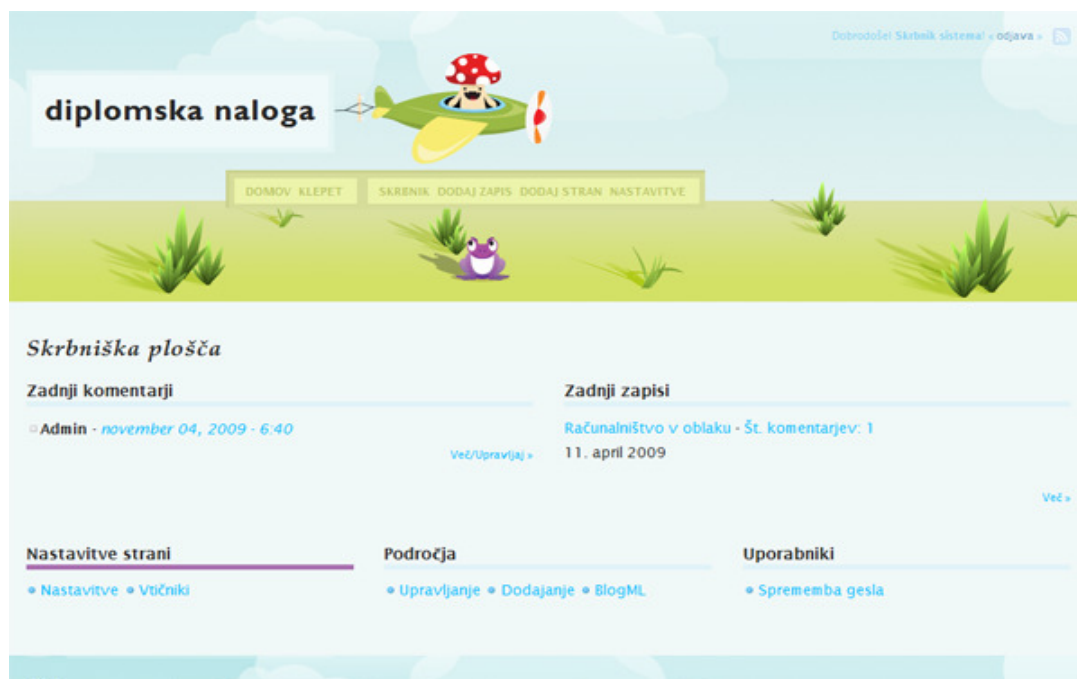 Dobrodošel Skrbnik sistema! « odjava »
diplomska naloga
DOMOV KLEPET SKRBNIK DODAJ ZAPIS DODAJ STRAN NASTAVITVE
Skrbniška plošča
Zadnji komentarji
Admin - november 04, 2009 - 6:40
Več/Upravljaj »
Zadnji zapisi
Računalništvo v oblaku - Št. komentarjev: 1
11. april 2009
Več »
Nastavitve strani
Nastavitve Vtičniki
Področja
Upravljanje Dodajanje BlogML
Uporabniki
Sprememba gesla